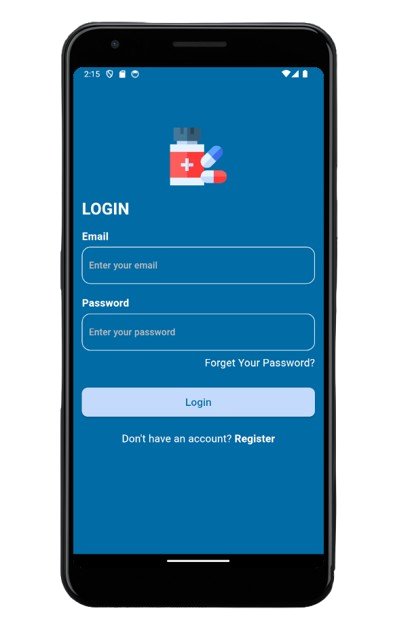 2:15
LOGIN
Email
Enter your email
Password
Enter your password
Forget Your Password?
Login
Don't have an account? Register